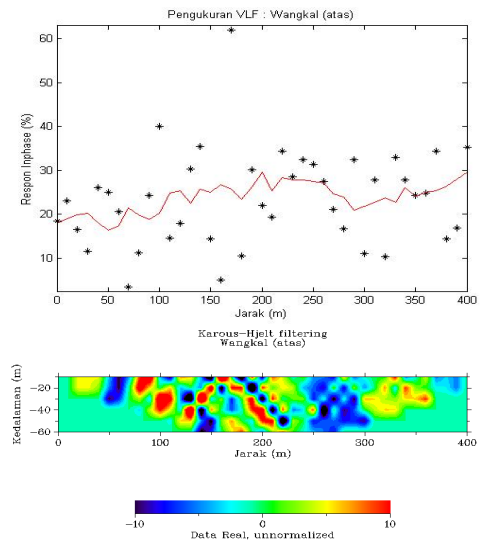 Pengukuran VLF : Wangkal (atas)
60
50
40
30
20
10
Respon Inphase (%)
0 50 100 150 200 250 300 350 400
Jarak (m)
Karous-Hjelt filtering
Wangkal (atas)
Kedalaman (m)
-20
-40
-60
0 100 200 300 400
Jarak (m)
-10 0 10
Data Real, unnormalized